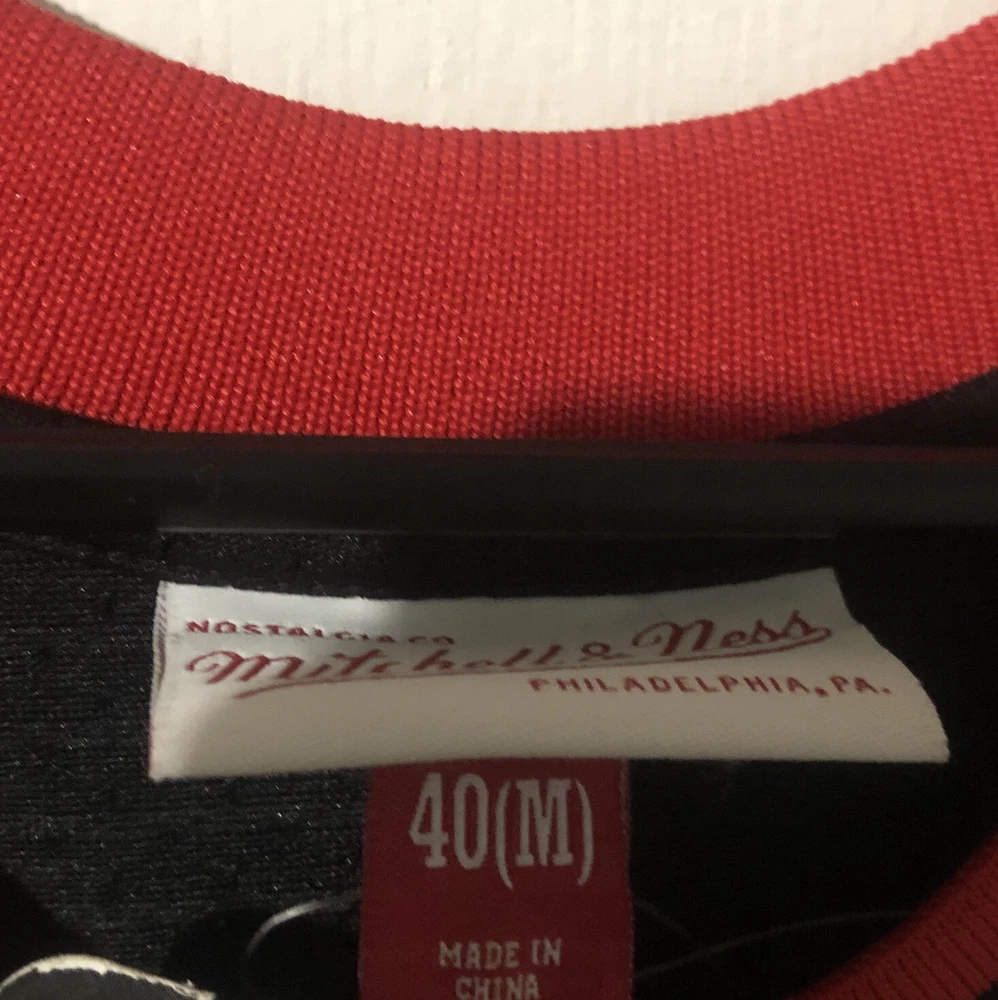 NOSTALGIA CO
Mitchell & Ness
PHILADELPHIA, PA.
40(M)
MADE IN
CHINA